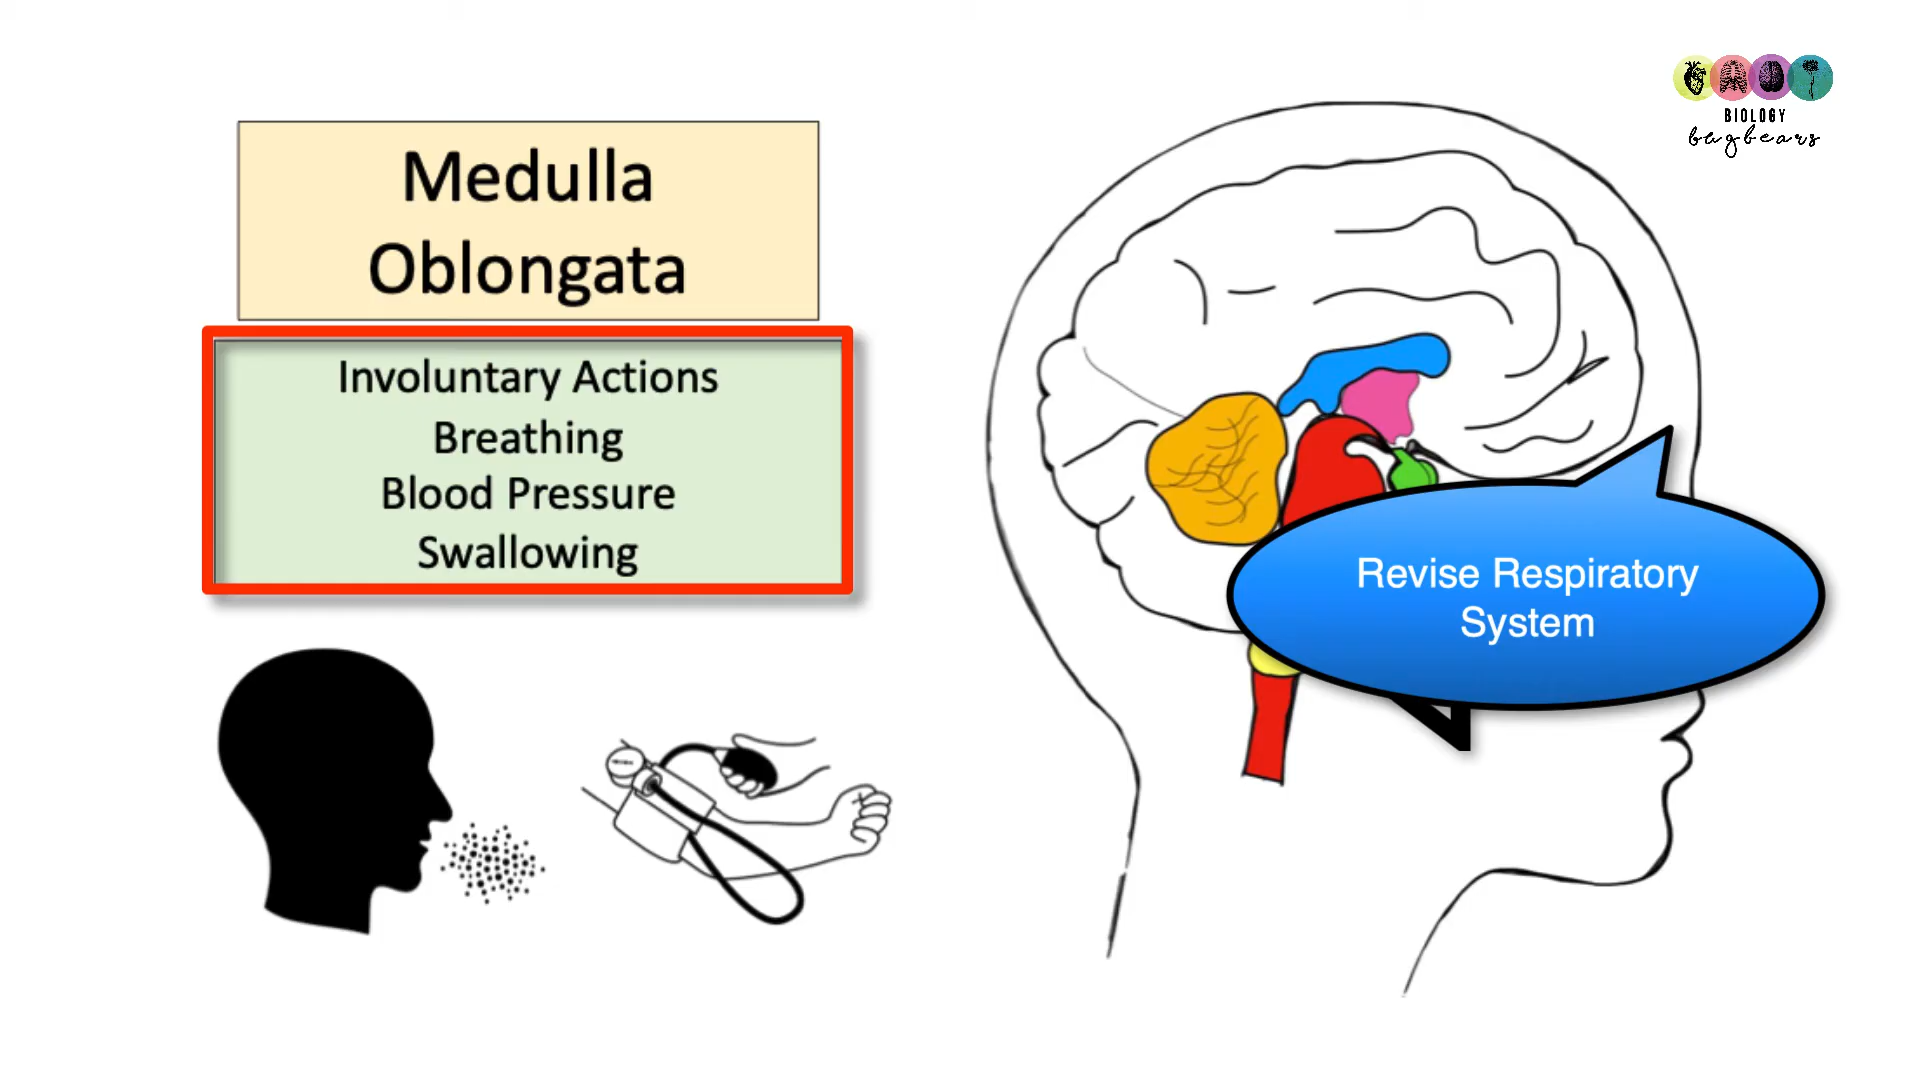 Medulla
Oblongata
Involuntary Actions
Breathing
Blood Pressure
Swallowing
Revise Respiratory
System
BIOLOGY
bugbears